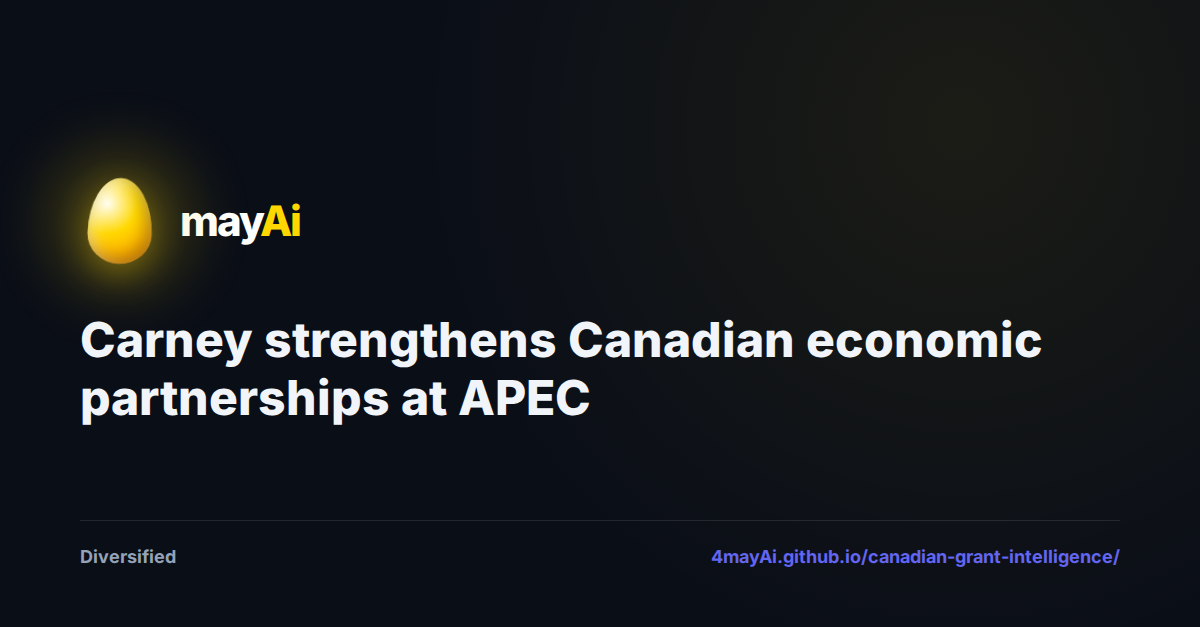 mayAi
Carney strengthens Canadian economic
partnerships at APEC
Diversified
4mayAi.github.io/canadian-grant-intelligence/